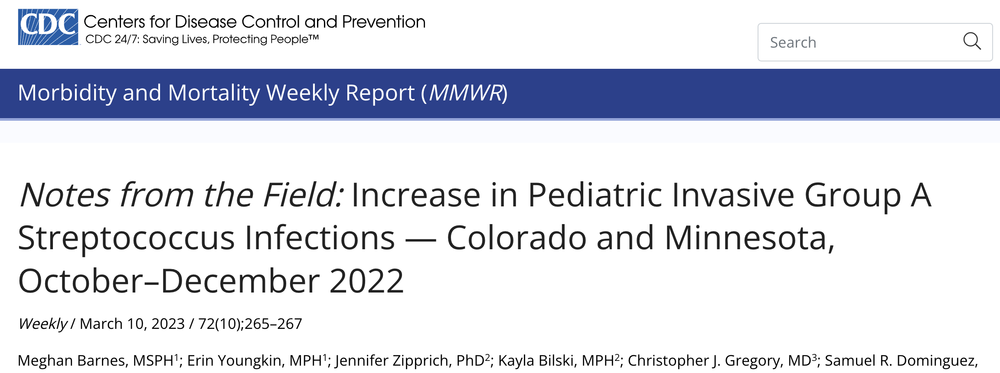 CDC Centers for Disease Control and Prevention
CDC 24/7: Saving Lives, Protecting People™
Search
Morbidity and Mortality Weekly Report (MMWR)
Notes from the Field: Increase in Pediatric Invasive Group A
Streptococcus Infections — Colorado and Minnesota,
October–December 2022
Weekly / March 10, 2023 / 72(10);265–267
Meghan Barnes, MSPH¹; Erin Youngkin, MPH¹; Jennifer Zipprich, PhD²; Kayla Bilski, MPH²; Christopher J. Gregory, MD³; Samuel R. Dominguez,